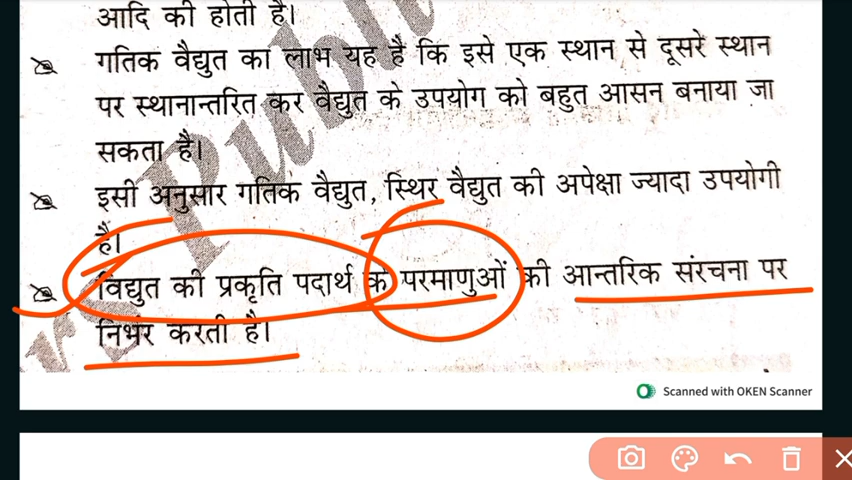 आदि की होती है।
गतिक वैद्युत का लाभ यह है कि इसे एक स्थान से दूसरे स्थान
पर स्थानान्तरित कर वैद्युत के उपयोग को बहुत आसन बनाया जा
सकता है।
इसी अनुसार गतिक वैद्युत, स्थिर वैद्युत की अपेक्षा ज्यादा उपयोगी
है।
विद्युत की प्रकृति पदार्थ के परमाणुओं की आन्तरिक संरचना पर
निर्भर करती है।
Scanned with OKEN Scanner